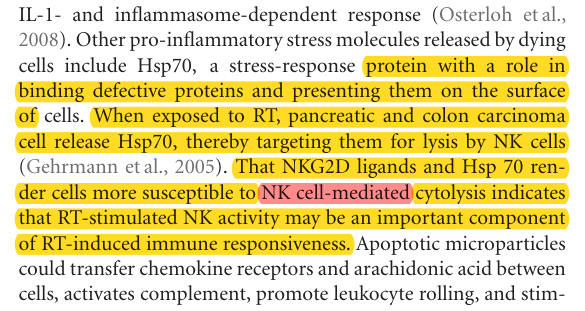 IL-1- and inflammasome-dependent response (Osterloh et al.,
2008). Other pro-inflammatory stress molecules released by dying
cells include Hsp70, a stress-response protein with a role in
binding defective proteins and presenting them on the surface
of cells. When exposed to RT, pancreatic and colon carcinoma
cell release Hsp70, thereby targeting them for lysis by NK cells
(Gehrmann et al., 2005). That NKG2D ligands and Hsp 70 ren-
der cells more susceptible to NK cell-mediated cytolysis indicates
that RT-stimulated NK activity may be an important component
of RT-induced immune responsiveness. Apoptotic microparticles
could transfer chemokine receptors and arachidonic acid between
cells, activates complement, promote leukocyte rolling, and stim-